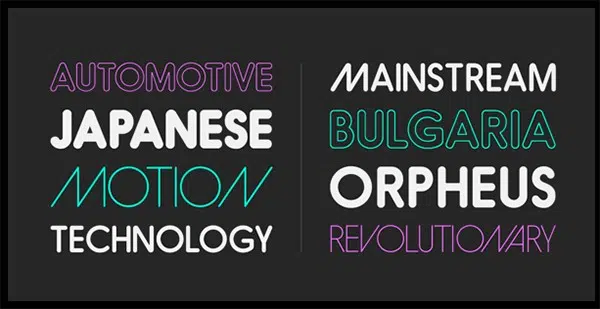 AUTOMOTIVE
JAPANESE
MOTION
TECHNOLOGY
MAINSTREAM
BULGARIA
ORPHEUS
REVOLUTIONARY